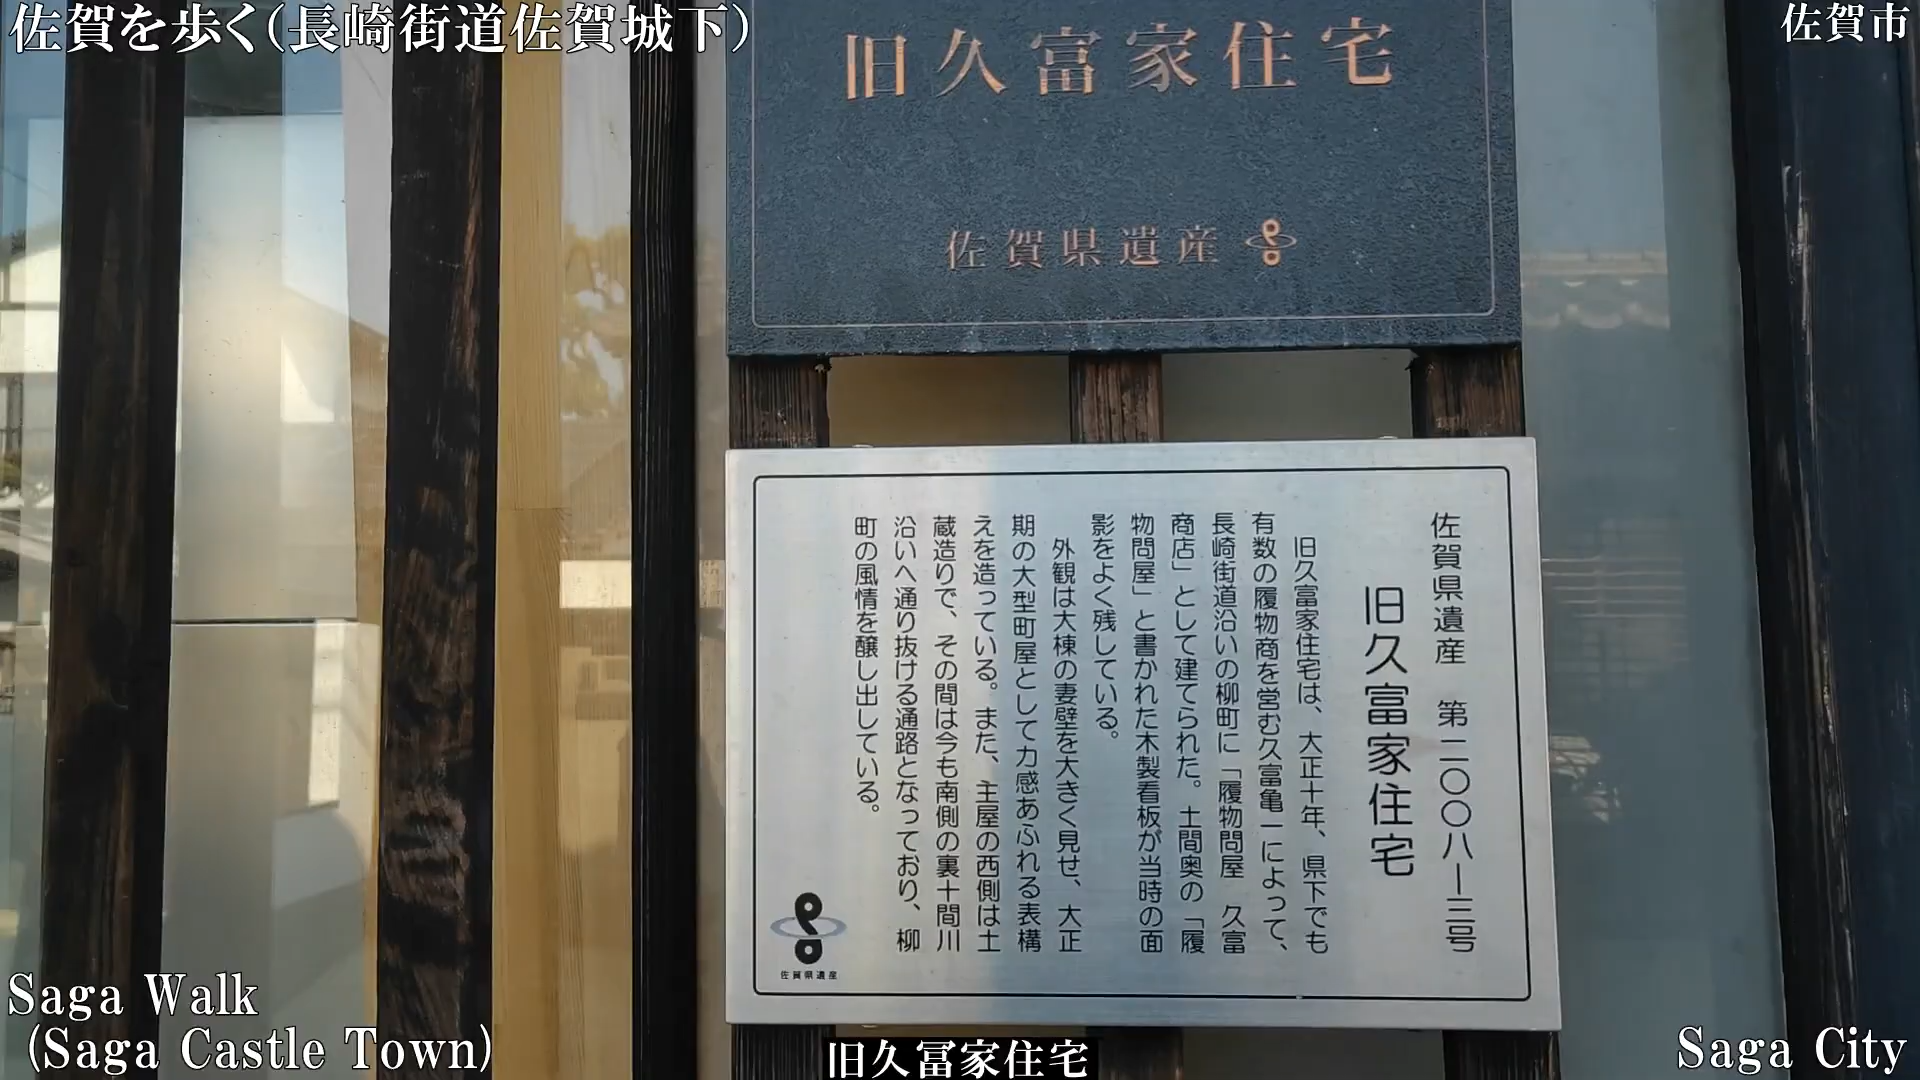 佐賀を歩く(長崎街道佐賀城下)
佐賀市
旧久富家住宅
佐賀県遺産
佐賀県遺産 第二〇〇八ー三号
旧久富家住宅
旧久富家住宅は、大正十年、県下でも
有数の履物商を営む久富亀一によって、
長崎街道沿いの柳町に「履物問屋 久富
商店」として建てられた。土間奥の「履
物問屋」と書かれた木製看板が当時の面
影をよく残している。
外観は大棟の妻壁を大きく見せ、大正
期の大型町屋として力感あふれる表構
えを造っている。また、主屋の西側は土
蔵造りで、その間は今も南側の裏十間川
沿いへ通り抜ける通路となっており、柳
町の風情を醸し出している。
佐賀県遺産
Saga Walk
(Saga Castle Town)
旧久冨家住宅
Saga City